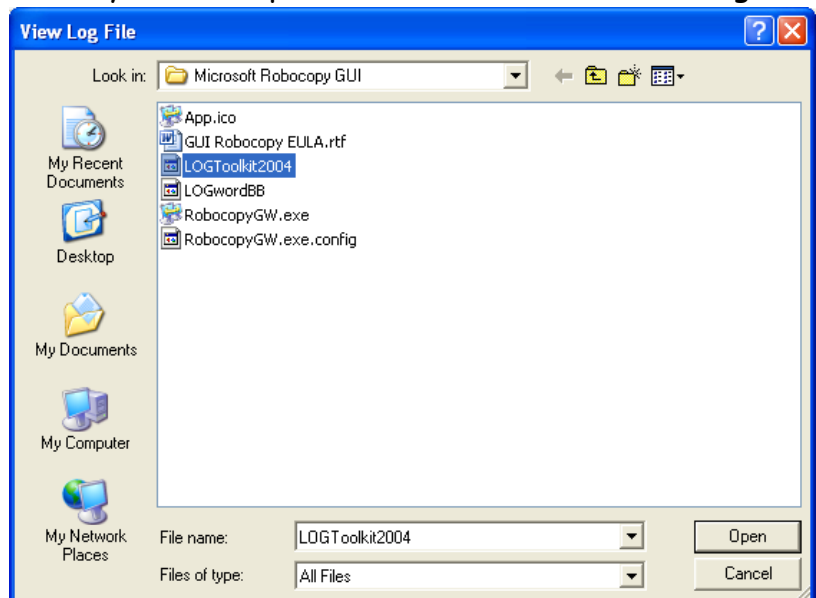 View Log File
Look in: Microsoft Robocopy GUI
App.ico
GUI Robocopy EULA.rtf
LOGToolkit2004
LOGwordBB
RobocopyGW.exe
RobocopyGW.exe.config
My Recent
Documents
Desktop
My Documents
My Computer
My Network
Places
File name: LOGToolkit2004 Open
Files of type: All Files Cancel